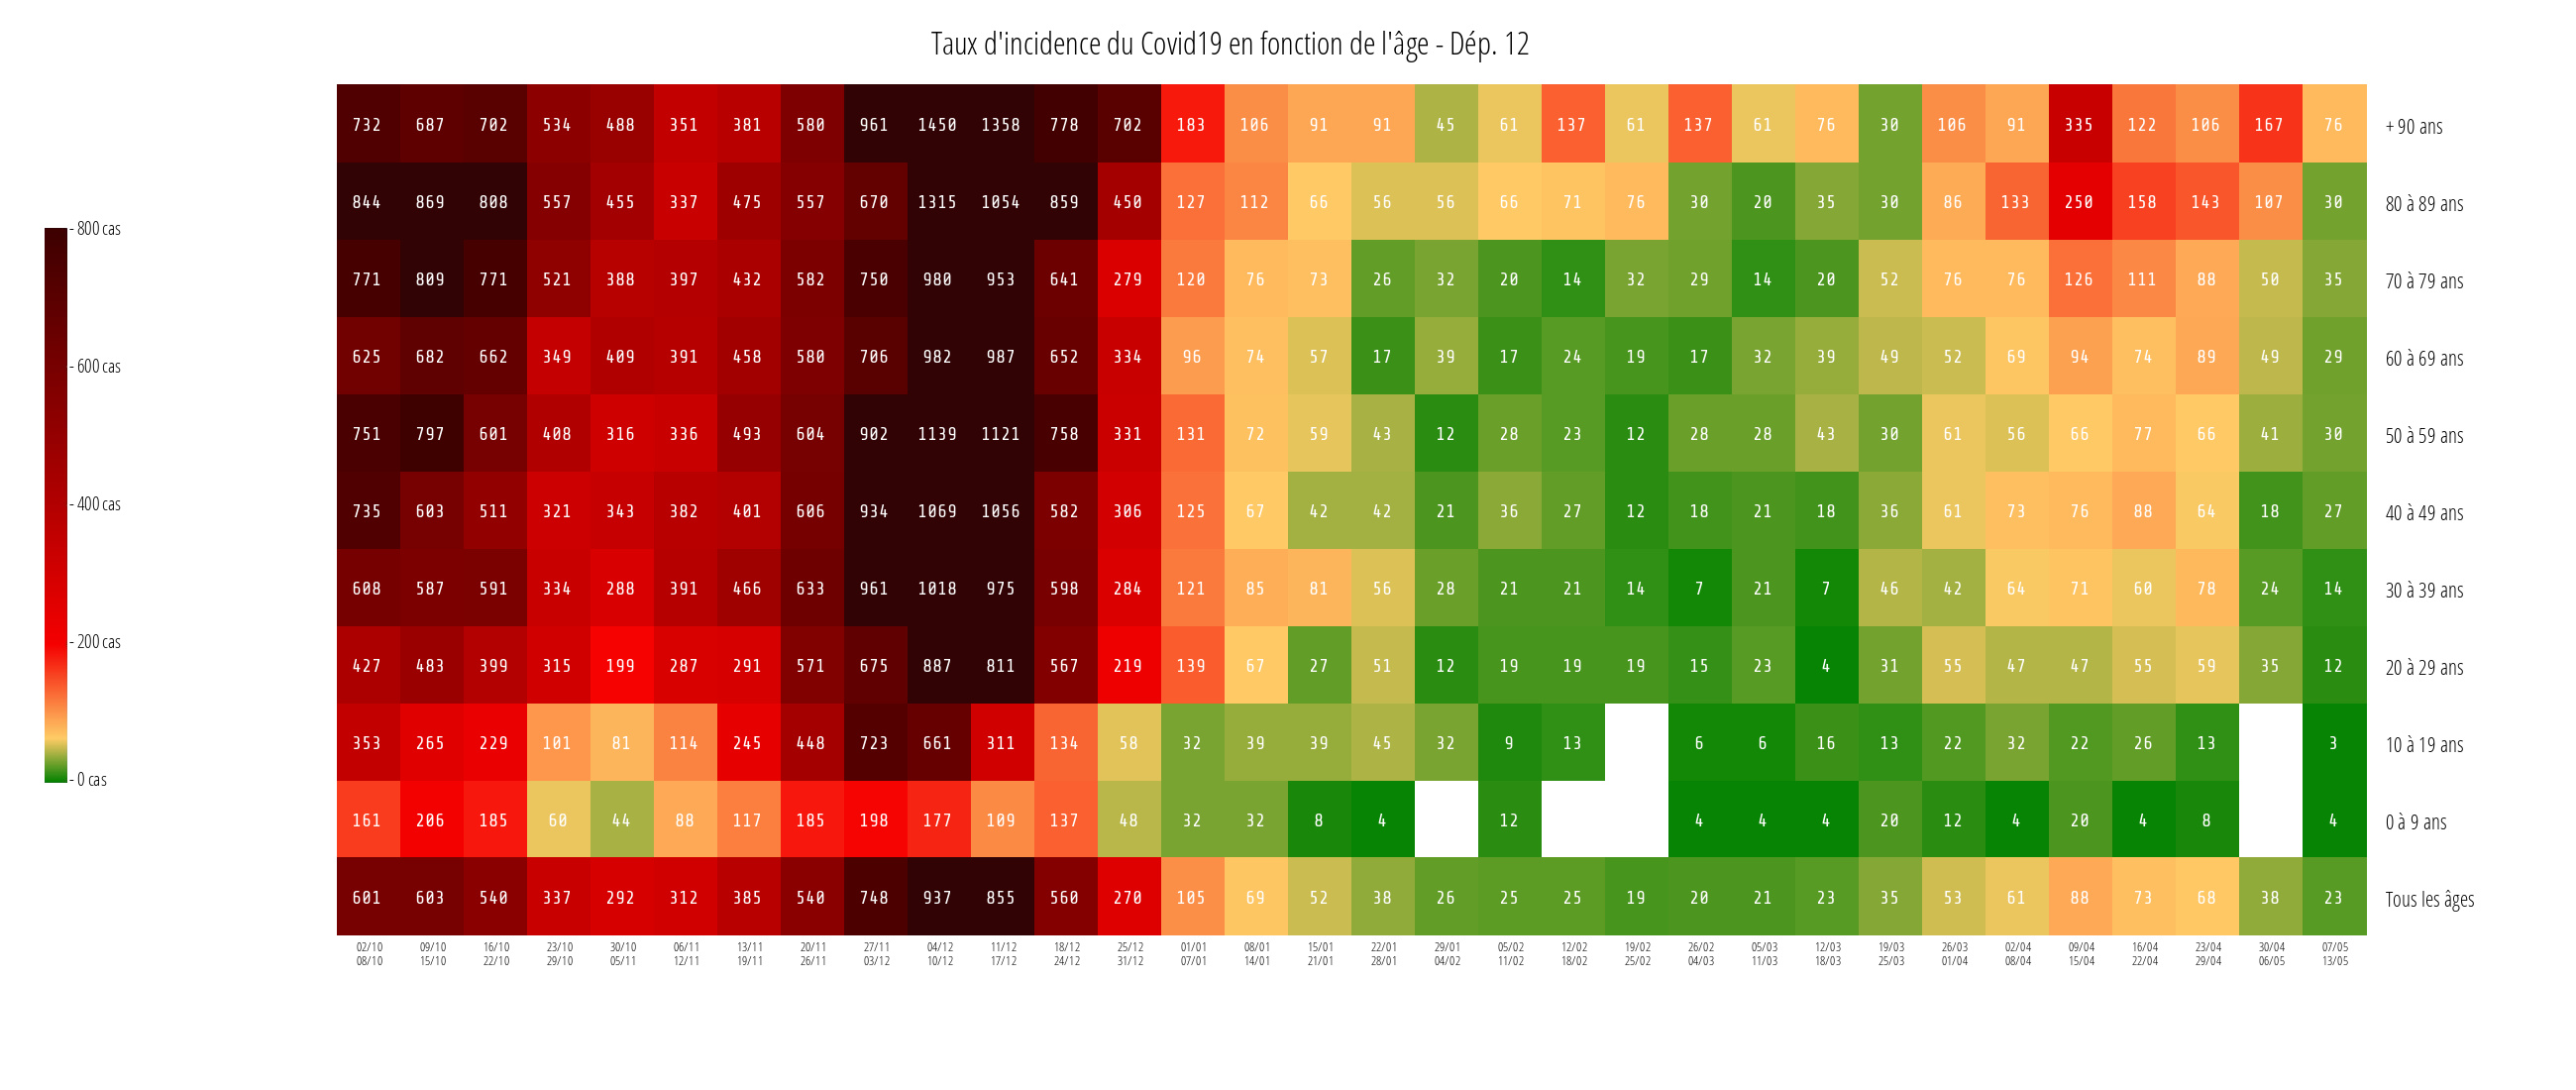 Taux d'incidence du Covid19 en fonction de l'âge - Dép. 12
- 800 cas
- 600 cas
- 400 cas
- 200 cas
- 0 cas
732 687 702 534 488 351 381 580 961 1450 1358 778 702 183 106 91 91 45 61 137 61 137 61 76 30 106 91 335 122 106 167 76 + 90 ans
844 869 808 557 455 337 475 557 670 1315 1054 859 450 127 112 66 56 56 66 71 76 30 20 35 30 86 133 250 158 143 107 30 80 à 89 ans
771 809 771 521 388 397 432 582 750 980 953 641 279 120 76 73 26 32 20 14 32 29 14 20 52 76 76 126 111 88 50 35 70 à 79 ans
625 682 662 349 409 391 458 580 706 982 987 652 334 96 74 57 17 39 17 24 19 17 32 39 49 52 69 94 74 89 49 29 60 à 69 ans
751 797 601 408 316 336 493 604 902 1139 1121 758 331 131 72 59 43 12 28 23 12 28 28 43 30 61 56 66 77 66 41 30 50 à 59 ans
735 603 511 321 343 382 401 606 934 1069 1056 582 306 125 67 42 42 21 36 27 12 18 21 18 36 61 73 76 88 64 18 27 40 à 49 ans
608 587 591 334 288 391 466 633 961 1018 975 598 284 121 85 81 56 28 21 21 14 7 21 7 46 42 64 71 60 78 24 14 30 à 39 ans
427 483 399 315 199 287 291 571 675 887 811 567 219 139 67 27 51 12 19 19 19 15 23 4 31 55 47 47 55 59 35 12 20 à 29 ans
353 265 229 101 81 114 245 448 723 661 311 134 58 32 39 39 45 32 9 13 6 6 16 13 22 32 22 26 13 3 10 à 19 ans
161 206 185 60 44 88 117 185 198 177 109 137 48 32 32 8 4 12 4 4 4 20 12 4 20 4 8 4 0 à 9 ans
601 603 540 337 292 312 385 540 748 937 855 560 270 105 69 52 38 26 25 25 19 20 21 23 35 53 61 88 73 68 38 23 Tous les âges
02/10 09/10 16/10 23/10 30/10 06/11 13/11 20/11 27/11 04/12 11/12 18/12 25/12 01/01 08/01 15/01 22/01 29/01 05/02 12/02 19/02 26/02 05/03 12/03 19/03 26/03 02/04 09/04 16/04 23/04 30/04 07/05
08/10 15/10 22/10 29/10 05/11 12/11 19/11 26/11 03/12 10/12 17/12 24/12 31/12 07/01 14/01 21/01 28/01 04/02 11/02 18/02 25/02 04/03 11/03 18/03 25/03 01/04 08/04 15/04 22/04 29/04 06/05 13/05